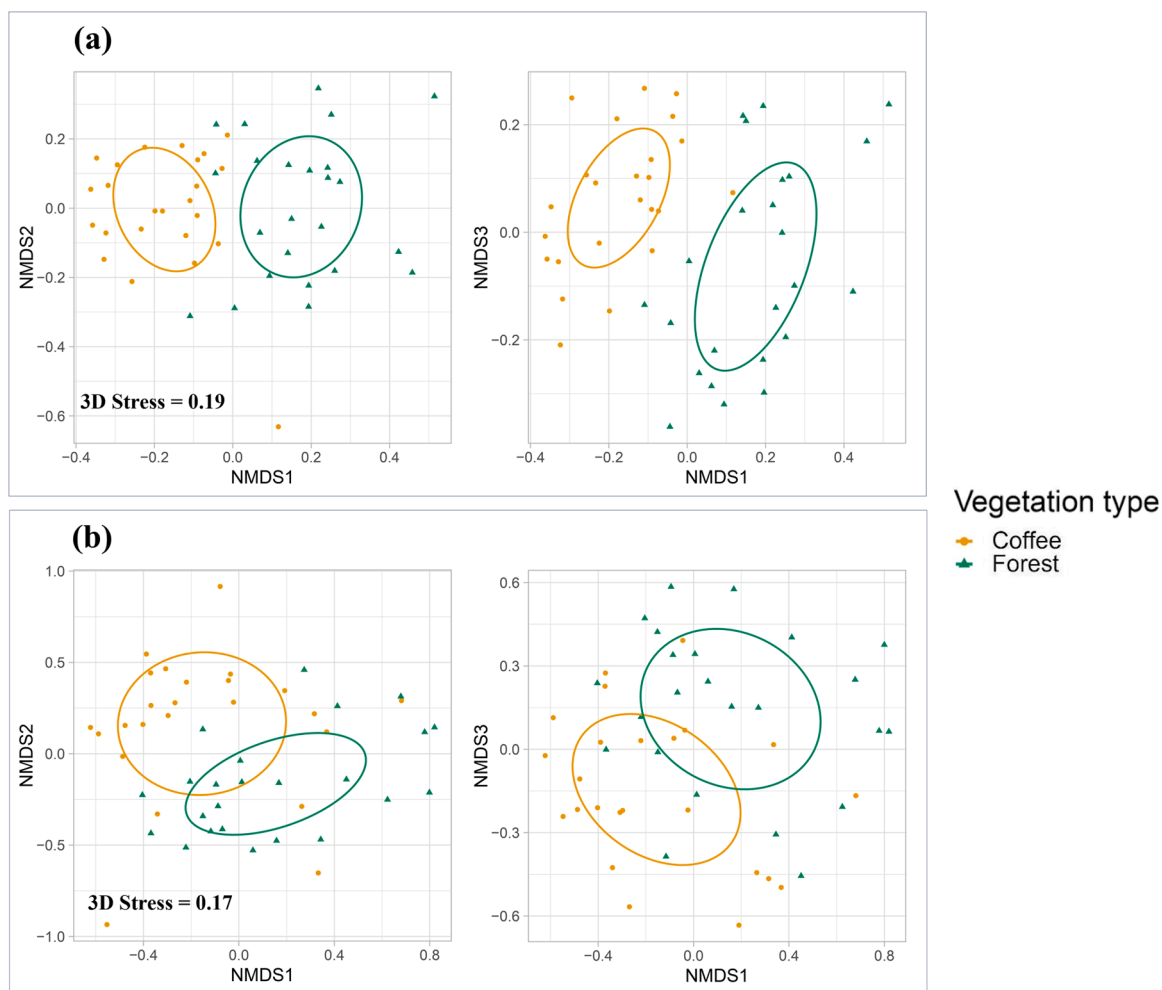 (a)
0.2
0.0
−0.2
−0.4
−0.6
NMDS2
3D Stress = 0.19
−0.4 −0.2 0.0 0.2 0.4
NMDS1
0.2
0.0
−0.2
NMDS3
−0.4 −0.2 0.0 0.2 0.4
NMDS1
(b)
1.0
0.5
0.0
−0.5
−1.0
NMDS2
3D Stress = 0.17
−0.4 0.0 0.4 0.8
NMDS1
0.6
0.3
0.0
−0.3
−0.6
NMDS3
−0.4 0.0 0.4 0.8
NMDS1
Vegetation type
Coffee
Forest